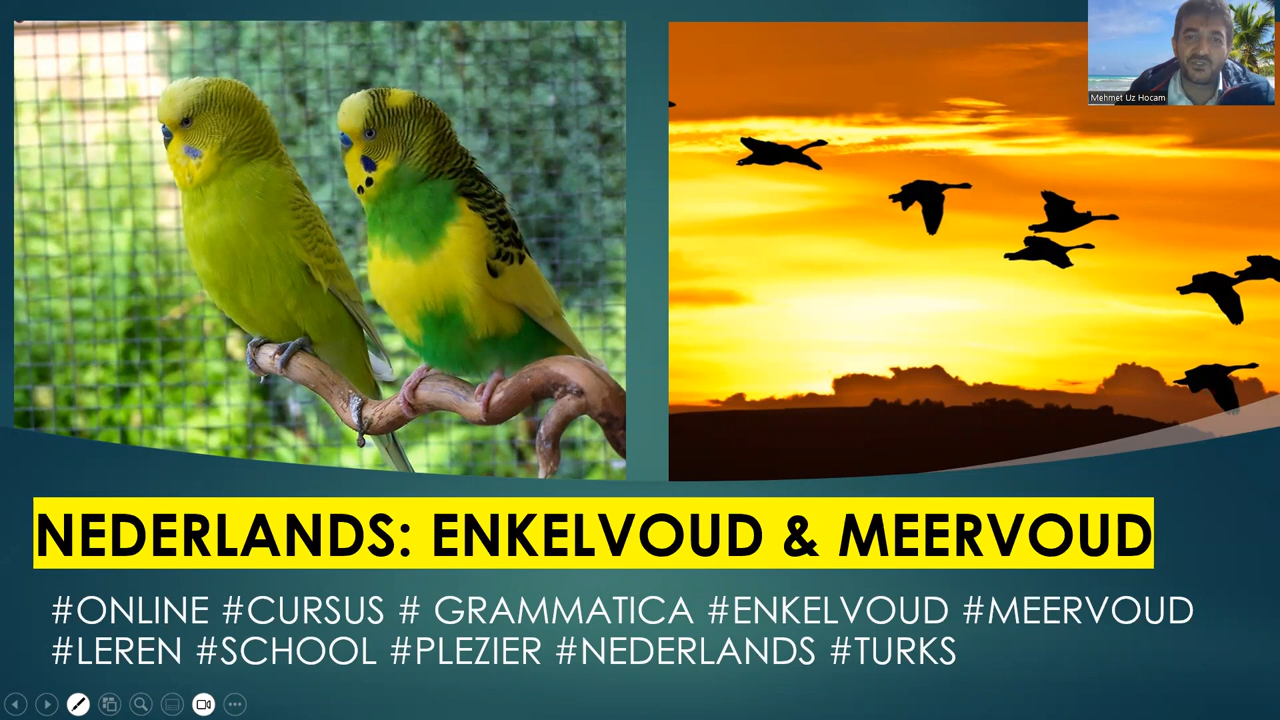 Mehmet Uz Hocam
NEDERLANDS: ENKELVOUD & MEERVOUD
#ONLINE #CURSUS # GRAMMATICA #ENKELVOUD #MEERVOUD
#LEREN #SCHOOL #PLEZIER #NEDERLANDS #TURKS